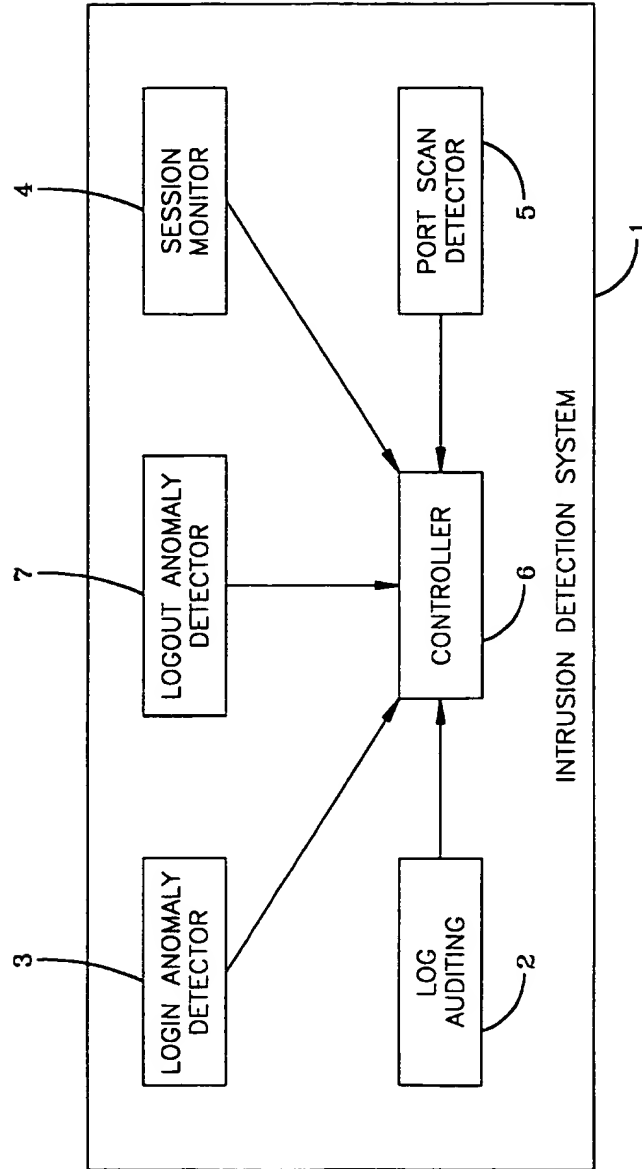 3
7
4
LOGIN ANOMALY
DETECTOR
LOGOUT ANOMALY
DETECTOR
SESSION
MONITOR
LOG
AUDITING
CONTROLLER
PORT SCAN
DETECTOR
2
6
5
INTRUSION DETECTION SYSTEM
1